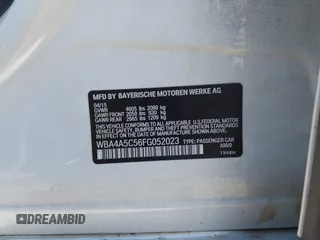 MFD BY BAYERISCHE MOTOREN WERKE AG
04/15
GVWR 4605 lbs 2089 kg
GAWR FRONT 2050 lbs 930 kg
GAWR REAR 2665 lbs 1209 kg
THIS VEHICLE CONFORMS TO ALL APPLICABLE
U.S. FEDERAL MOTOR VEHICLE SAFETY, BUMPER
AND THEFT PREVENTION STANDARDS IN EFFECT
ON THE DATE OF MANUFACTURE SHOWN ABOVE.
WBA4A5C56FG052023 TYPE: PASSENGER CAR
DREAMBID